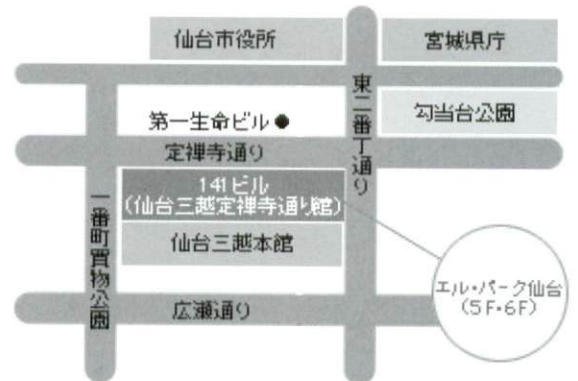 仙台市役所
宮城県庁
東二番丁通り
勾当台公園
第一生命ビル
定禅寺通り
141ビル
(仙台三越定禅寺通り館)
一番町買物公園
仙台三越本館
エル・パーク仙台
(5F・6F)
広瀬通り